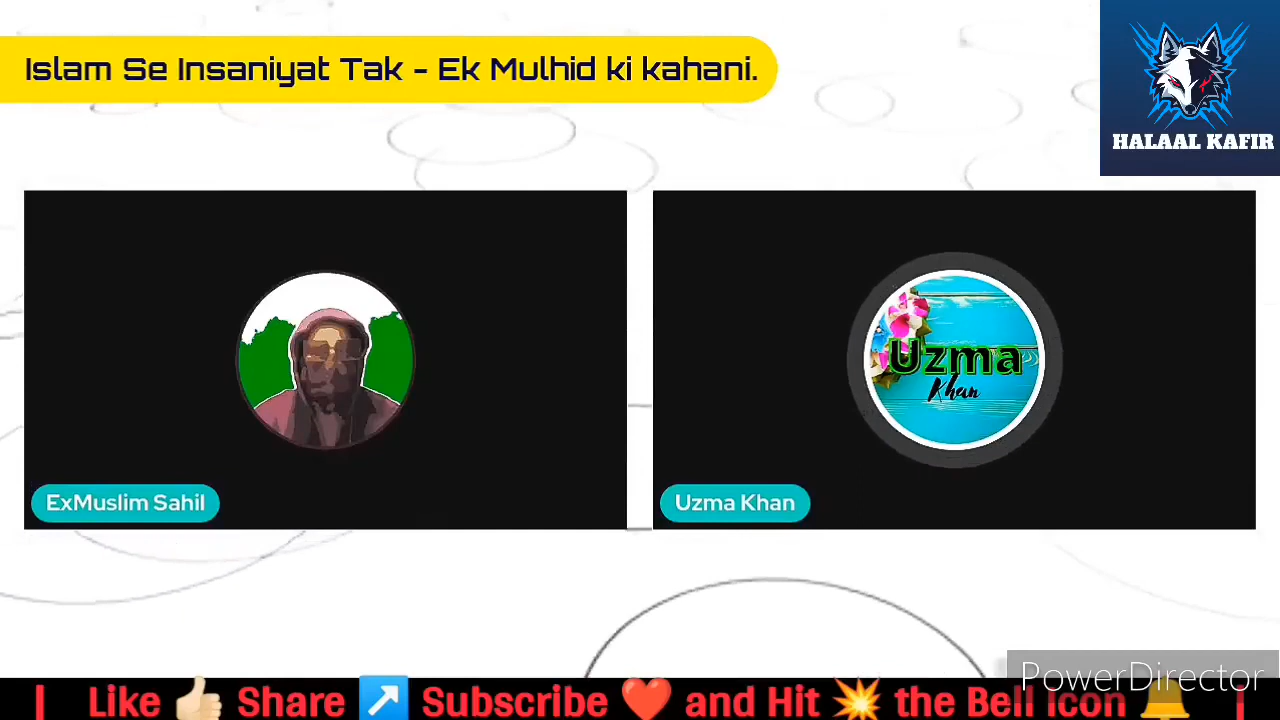 Islam Se Insaniyat Tak - Ek Mulhid ki kahani.
HALAAL KAFIR
Uzma
Khan
ExMuslim Sahil
Uzma Khan
PowerDirector
| Like 👍🏻 Share ↗️ Subscribe ❤️ and Hit 💥 the Bell Icon 🔔 |